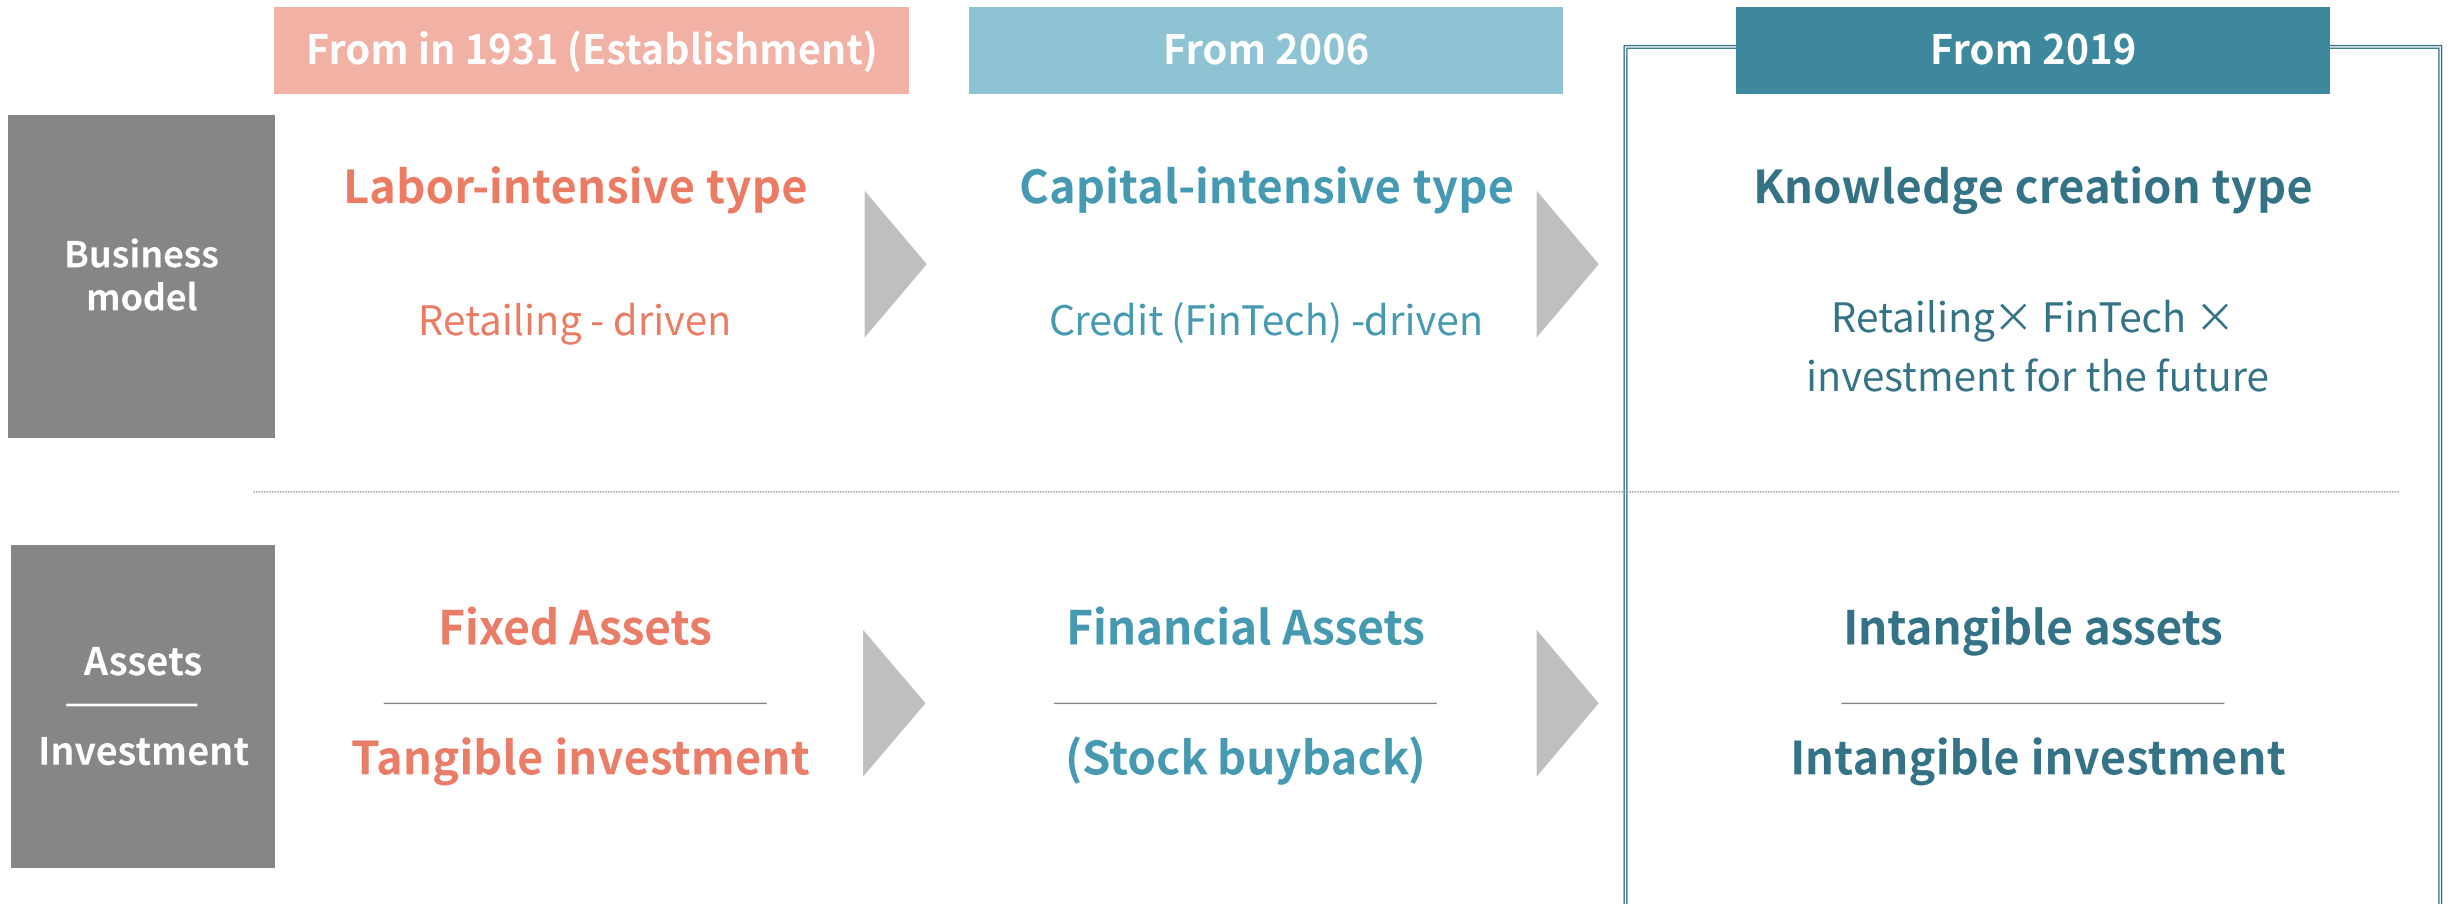 From in 1931 (Establishment)
From 2006
From 2019
Business
model
Labor-intensive type
Retailing - driven
Capital-intensive type
Credit (FinTech) -driven
Knowledge creation type
Retailing× FinTech ×
investment for the future
Assets
Investment
Fixed Assets
Tangible investment
Financial Assets
(Stock buyback)
Intangible assets
Intangible investment